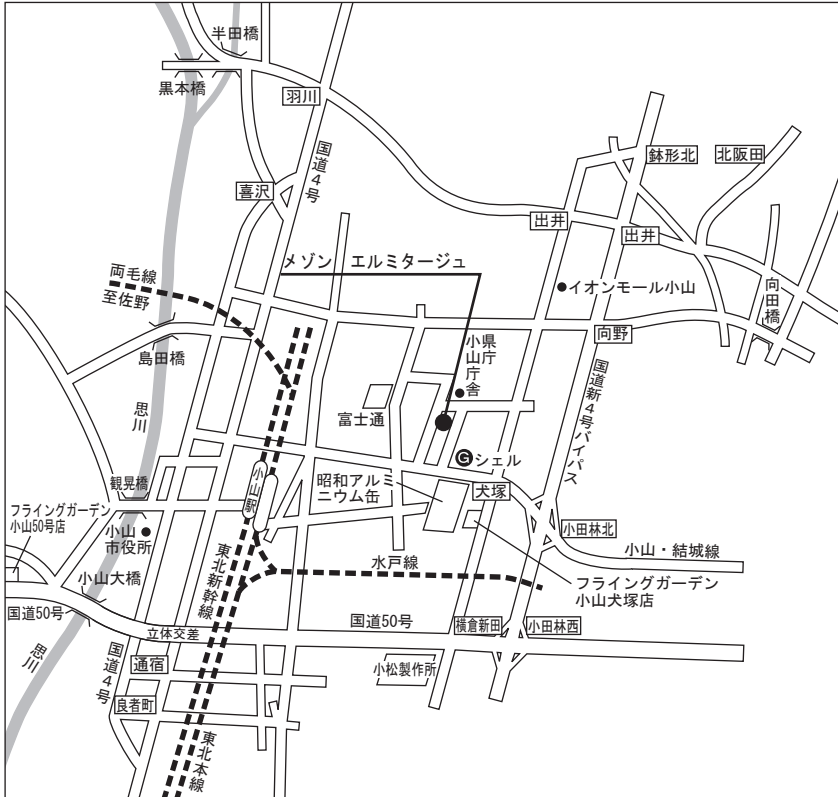 半田橋
黒本橋
羽川
国道4号
鉢形北
北阪田
喜沢
出井
出井
メゾン エルミタージュ
両毛線
至佐野
イオンモール小山
向田橋
島田橋
小山庁舎
県庁
向野
国道新4号バイパス
思川
富士通
小山駅
昭和アルミ
ニウム缶
G シェル
犬塚
観晃橋
フライングガーデン
小山50号店
小山
市役所
小田林北
小山・結城線
東北新幹線
水戸線
フライングガーデン
小山犬塚店
小山大橋
国道50号
立体交差
国道50号
横倉新田
小田林西
思川
国道4号
通宿
小松製作所
良者町
東北本線